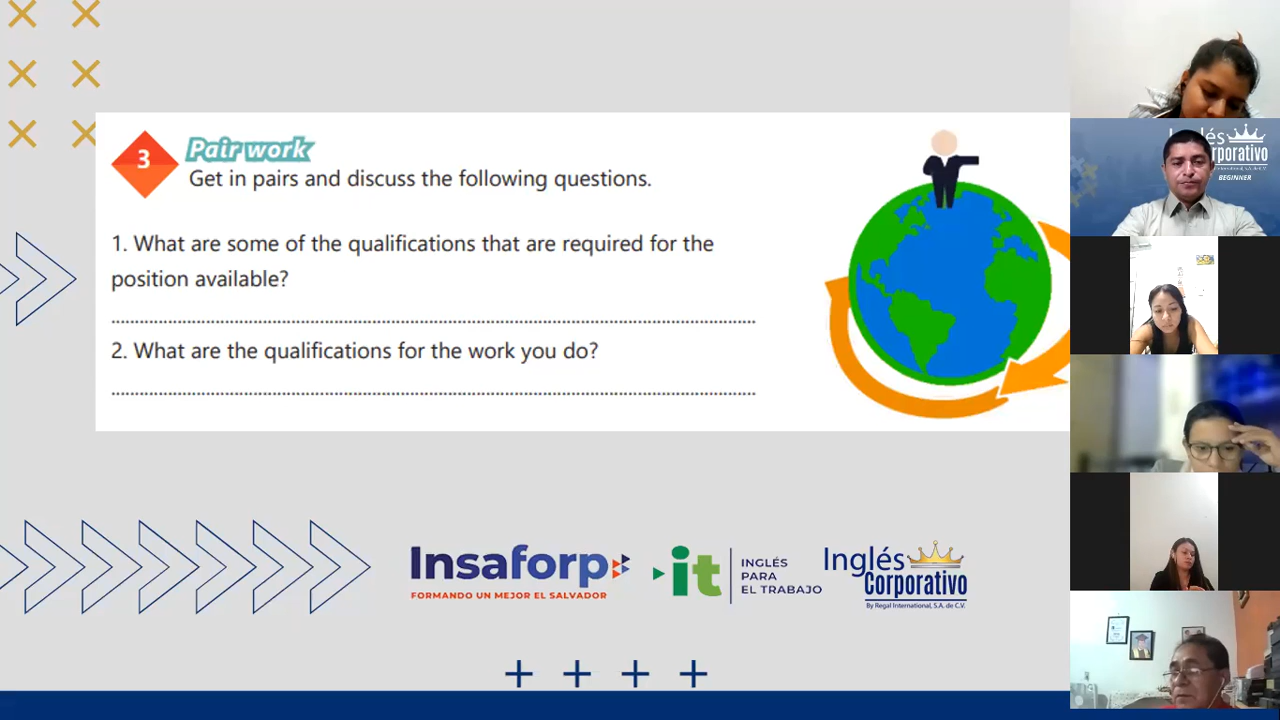 3
Pair work
Get in pairs and discuss the following questions.
1. What are some of the qualifications that are required for the
position available?
2. What are the qualifications for the work you do?
Insaforp
FORMANDO UN MEJOR EL SALVADOR
it
INGLÉS
PARA
EL TRABAJO
Inglés
Corporativo
By Regal International, S.A. de C.V.
BEGINNER